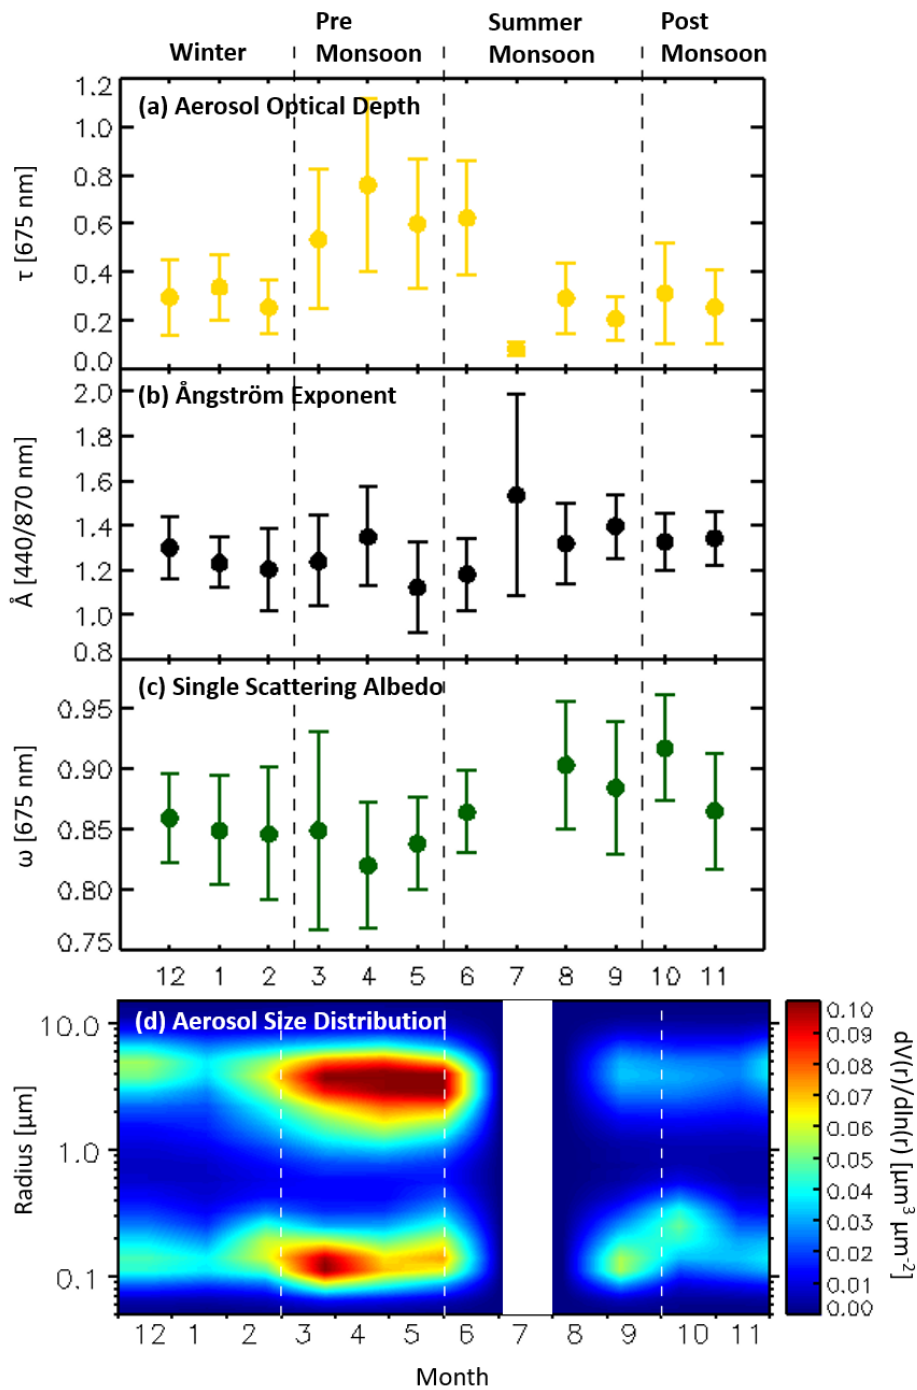 Pre
Summer
Post
Winter
Monsoon
Monsoon
Monsoon
(a) Aerosol Optical Depth
τ [675 nm]
1.2
1.0
0.8
0.6
0.4
0.2
0.0
(b) Ångström Exponent
Å [440/870 nm]
2.0
1.8
1.6
1.4
1.2
1.0
0.8
(c) Single Scattering Albedo
ω [675 nm]
0.95
0.90
0.85
0.80
0.75
12 1 2 3 4 5 6 7 8 9 10 11
(d) Aerosol Size Distribution
Radius [µm]
10.0
1.0
0.1
0.10
0.09
0.08
0.07
0.06
0.05
0.04
0.03
0.02
0.01
0.00
dV(r)/dln(r) [µm³ µm⁻²]
12 1 2 3 4 5 6 7 8 9 10 11
Month